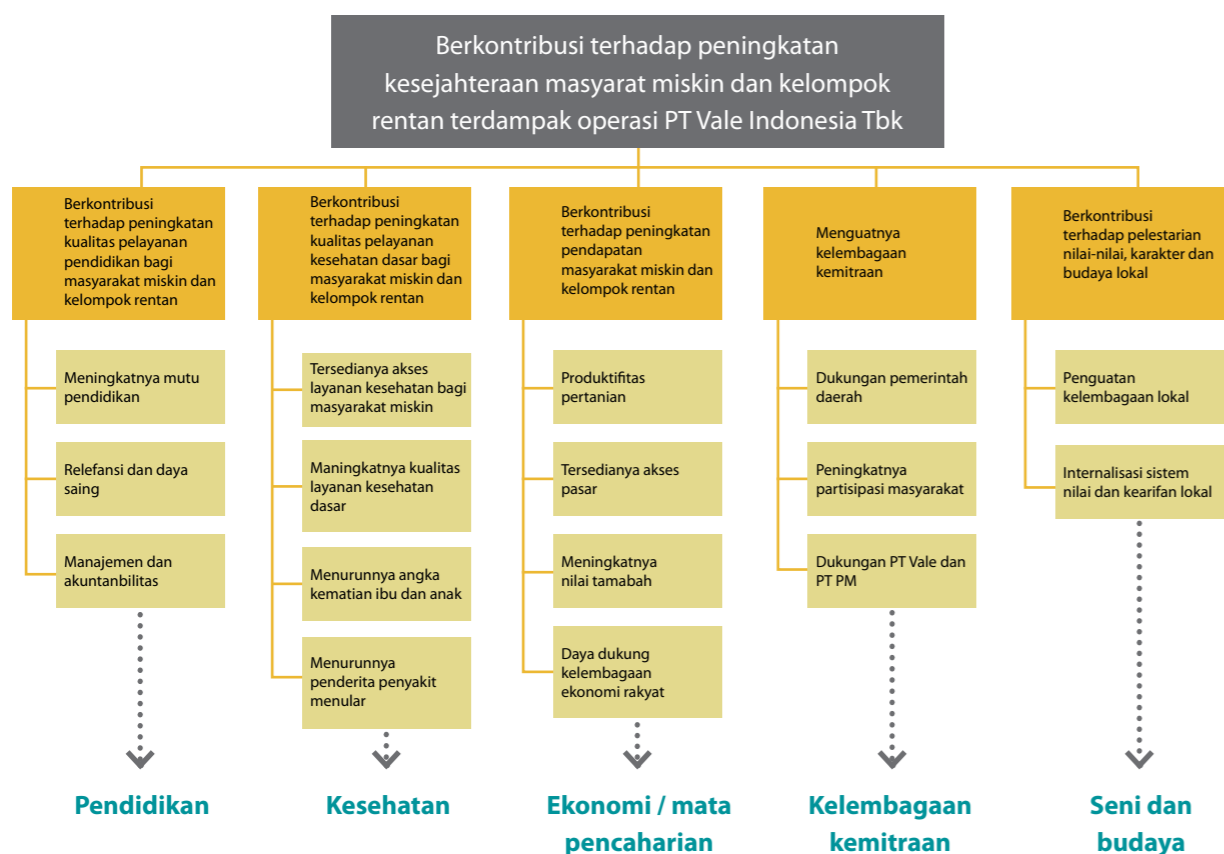 Berkontribusi terhadap peningkatan
kesejahteraan masyarat miskin dan kelompok
rentan terdampak operasi PT Vale Indonesia Tbk
Berkontribusi
terhadap peningkatan
kualitas pelayanan
pendidikan bagi
masyarakat miskin dan
kelompok rentan
Meningkatnya mutu
pendidikan
Relefansi dan daya
saing
Manajemen dan
akuntanbilitas
Pendidikan
Berkontribusi
terhadap peningkatan
kualitas pelayanan
kesehatan dasar bagi
masyarakat miskin dan
kelompok rentan
Tersedianya akses
layanan kesehatan bagi
masyarakat miskin
Maningkatnya kualitas
layanan kesehatan
dasar
Menurunnya angka
kematian ibu dan anak
Menurunnya
penderita penyakit
menular
Kesehatan
Berkontribusi
terhadap peningkatan
pendapatan
masyarakat miskin dan
kelompok rentan
Produktifitas
pertanian
Tersedianya akses
pasar
Meningkatnya
nilai tamabah
Daya dukung
kelembagaan
ekonomi rakyat
Ekonomi / mata
pencaharian
Menguatnya
kelembagaan
kemitraan
Dukungan pemerintah
daerah
Peningkatnya
partisipasi masyarakat
Dukungan PT Vale dan
PT PM
Kelembagaan
kemitraan
Berkontribusi
terhadap pelestarian
nilai-nilai, karakter dan
budaya lokal
Penguatan
kelembagaan lokal
Internalisasi sistem
nilai dan kearifan lokal
Seni dan
budaya